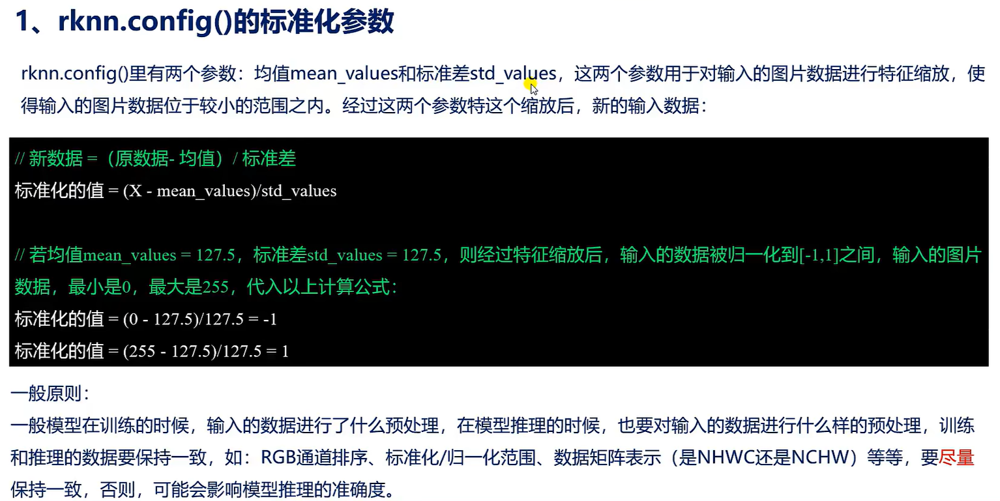 1、rknn.config()的标准化参数
rknn.config()里有两个参数：均值mean_values和标准差std_values，这两个参数用于对输入的图片数据进行特征缩放，使
得输入的图片数据位于较小的范围之内。经过这两个参数特这个缩放后，新的输入数据：
// 新数据 =（原数据- 均值）/ 标准差
标准化的值 = (X - mean_values)/std_values
// 若均值mean_values = 127.5，标准差std_values = 127.5，则经过特征缩放后，输入的数据被归一化到[-1,1]之间，输入的图片
数据，最小是0，最大是255，代入以上计算公式：
标准化的值 = (0 - 127.5)/127.5 = -1
标准化的值 = (255 - 127.5)/127.5 = 1
一般原则：
一般模型在训练的时候，输入的数据进行了什么预处理，在模型推理的时候，也要对输入的数据进行什么样的预处理，训练
和推理的数据要保持一致，如：RGB通道排序、标准化/归一化范围、数据矩阵表示（是NHWC还是NCHW）等等，要尽量
保持一致，否则，可能会影响模型推理的准确度。